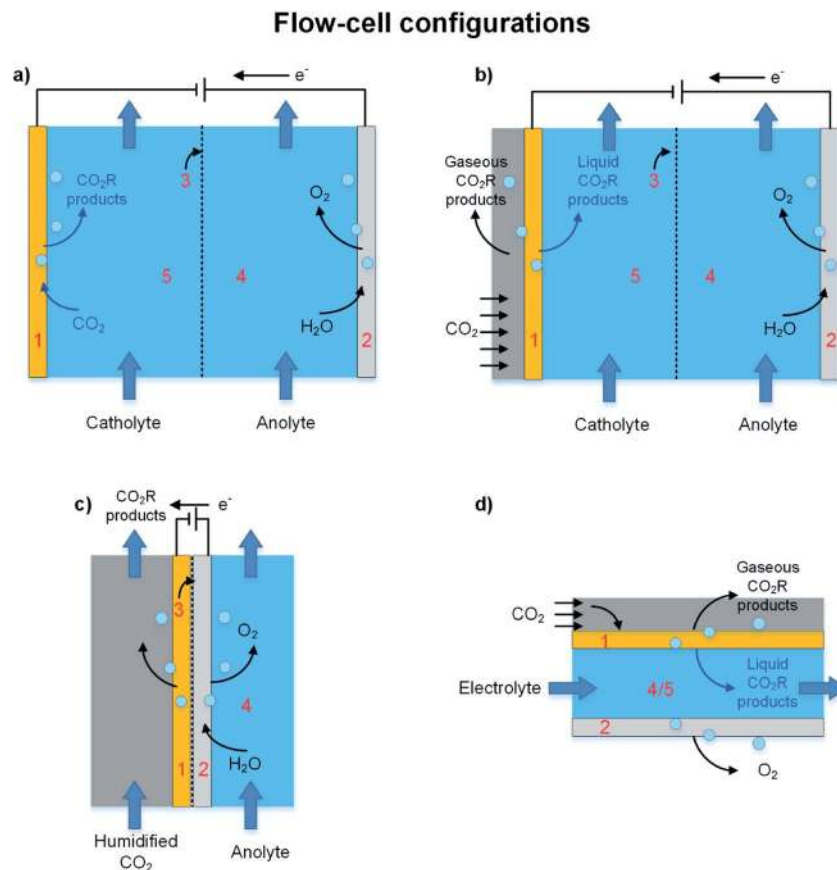 Flow-cell configurations
a)
e-
CO2R
products
3
O2
5
4
CO2
H2O
1
2
Catholyte
Anolyte
b)
e-
Gaseous
CO2R
products
Liquid
CO2R
products
3
O2
5
4
CO2
H2O
1
2
Catholyte
Anolyte
c)
CO2R
products
e-
3
O2
4
H2O
1
2
Humidified
CO2
Anolyte
d)
Gaseous
CO2R
products
CO2
1
Liquid
CO2R
products
Electrolyte
4/5
2
O2